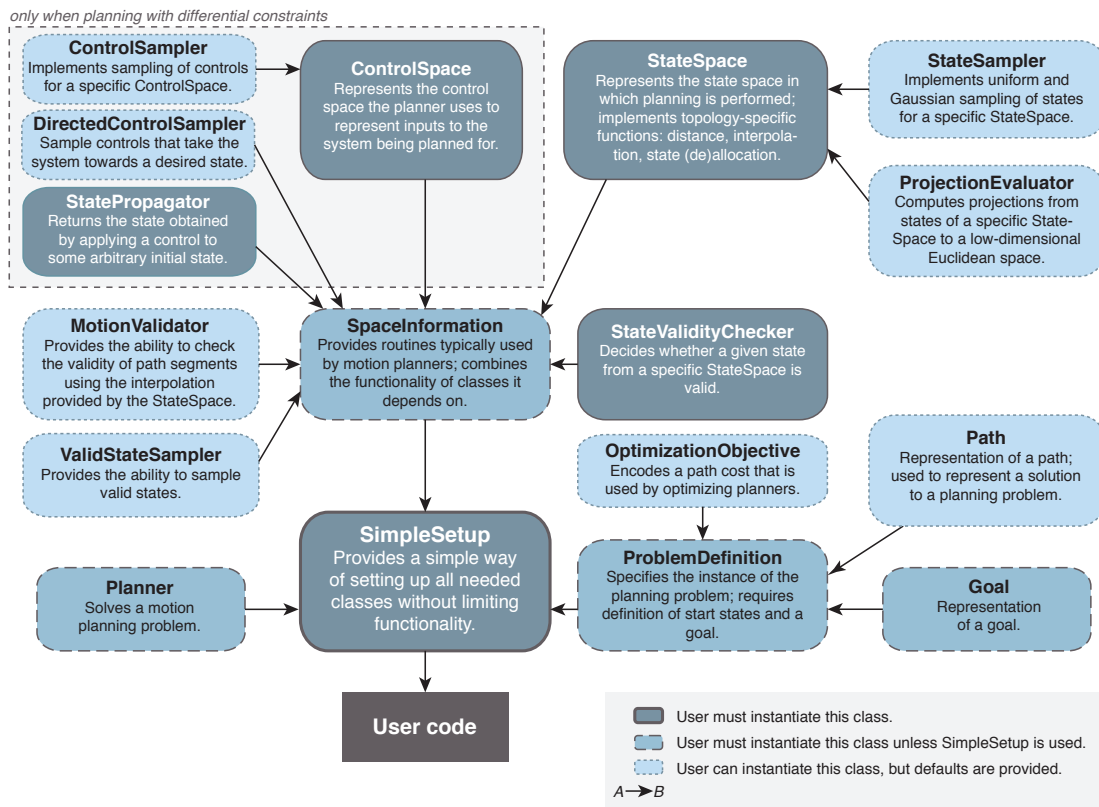 only when planning with differential constraints
ControlSampler
Implements sampling of controls
for a specific ControlSpace.
DirectedControlSampler
Sample controls that take the
system towards a desired state.
StatePropagator
Returns the state obtained
by applying a control to
some arbitrary initial state.
ControlSpace
Represents the control
space the planner uses to
represent inputs to the
system being planned for.
StateSpace
Represents the state space in
which planning is performed;
implements topology-specific
functions: distance, interpola-
tion, state (de)allocation.
StateSampler
Implements uniform and
Gaussian sampling of states
for a specific StateSpace.
ProjectionEvaluator
Computes projections from
states of a specific State-
Space to a low-dimensional
Euclidean space.
MotionValidator
Provides the ability to check
the validity of path segments
using the interpolation
provided by the StateSpace.
SpaceInformation
Provides routines typically used
by motion planners; combines
the functionality of classes it
depends on.
StateValidityChecker
Decides whether a given state
from a specific StateSpace is
valid.
ValidStateSampler
Provides the ability to sample
valid states.
OptimizationObjective
Encodes a path cost that is
used by optimizing planners.
Path
Representation of a path;
used to represent a solution
to a planning problem.
SimpleSetup
Provides a simple way
of setting up all needed
classes without limiting
functionality.
Planner
Solves a motion
planning problem.
ProblemDefinition
Specifies the instance of the
planning problem; requires
definition of start states and a
goal.
Goal
Representation
of a goal.
User code
User must instantiate this class.
User must instantiate this class unless SimpleSetup is used.
User can instantiate this class, but defaults are provided.
A B